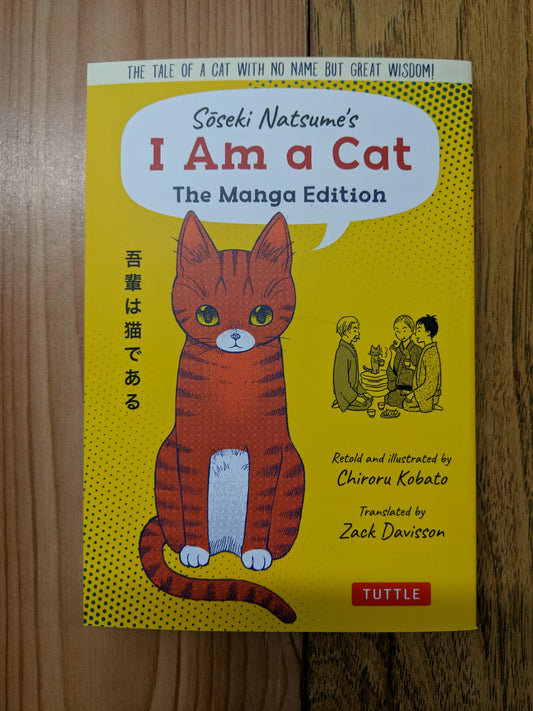 THE TALE OF A CAT WITH NO NAME BUT GREAT WISDOM!
Sōseki Natsume's
I Am a Cat
The Manga Edition
吾輩は猫である
Retold and illustrated by
Chiroru Kobato
Translated by
Zack Davisson
TUTTLE